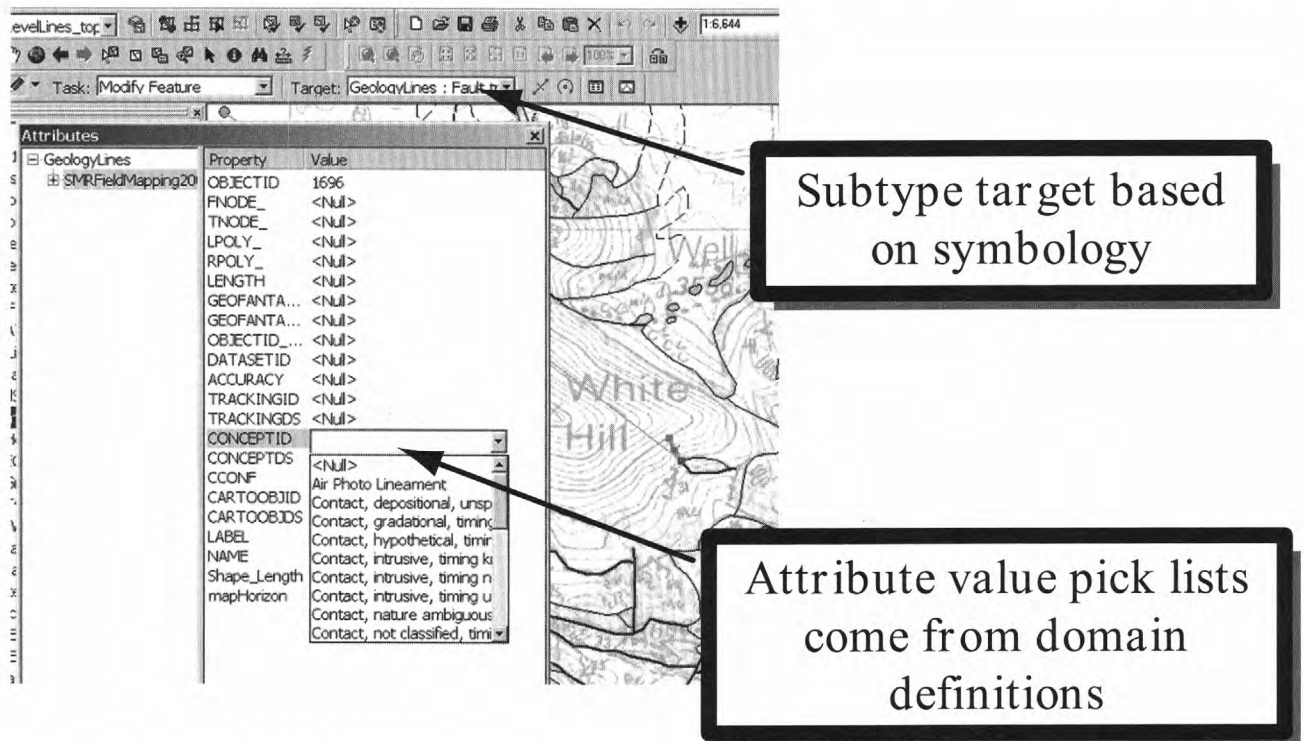 evelLines_top
1:6,644
100%
Task: Modify Feature
Target: GeologyLines : Fault tr
Attributes
GeologyLines
SMRFieldMapping20
Property Value
OBJECTID 1696
FNODE_ <Null>
TNODE_ <Null>
LPOLY_ <Null>
RPOLY_ <Null>
LENGTH <Null>
GEOFANTA... <Null>
GEOFANTA... <Null>
OBJECTID_... <Null>
DATASETID <Null>
ACCURACY <Null>
TRACKINGID <Null>
TRACKINGDS <Null>
CONCEPTID
CONCEPTDS
CCONF
CARTOOBJID
CARTOOBJDS
LABEL
NAME
Shape_Length
mapHorizon
<Null>
Air Photo Lineament
Contact, depositional, unsp
Contact, gradational, timing
Contact, hypothetical, timin
Contact, intrusive, timing k
Contact, intrusive, timing n
Contact, intrusive, timing u
Contact, nature ambiguous
Contact, not classified, timi
Well
White
Hill
Subtype target based
on symbology
Attribute value pick lists
come from domain
definitions